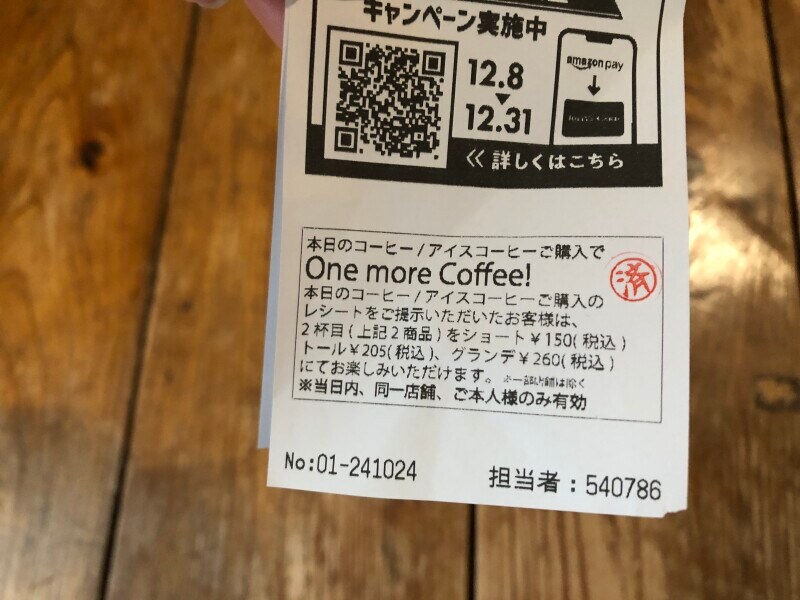 キャンペーン実施中
12.8
▼
12.31
amazon pay
≪ 詳しくはこちら
本日のコーヒー/アイスコーヒーご購入で
One more Coffee!
済
本日のコーヒー/アイスコーヒーご購入の
レシートをご提示いただいたお客様は、
2杯目(上記2商品)をショート¥150(税込)
トール¥205(税込)、グランデ¥260(税込)
にてお楽しみいただけます。※一部店舗は除く
※当日内、同一店舗、ご本人様のみ有効
No:01-241024
担当者:540786